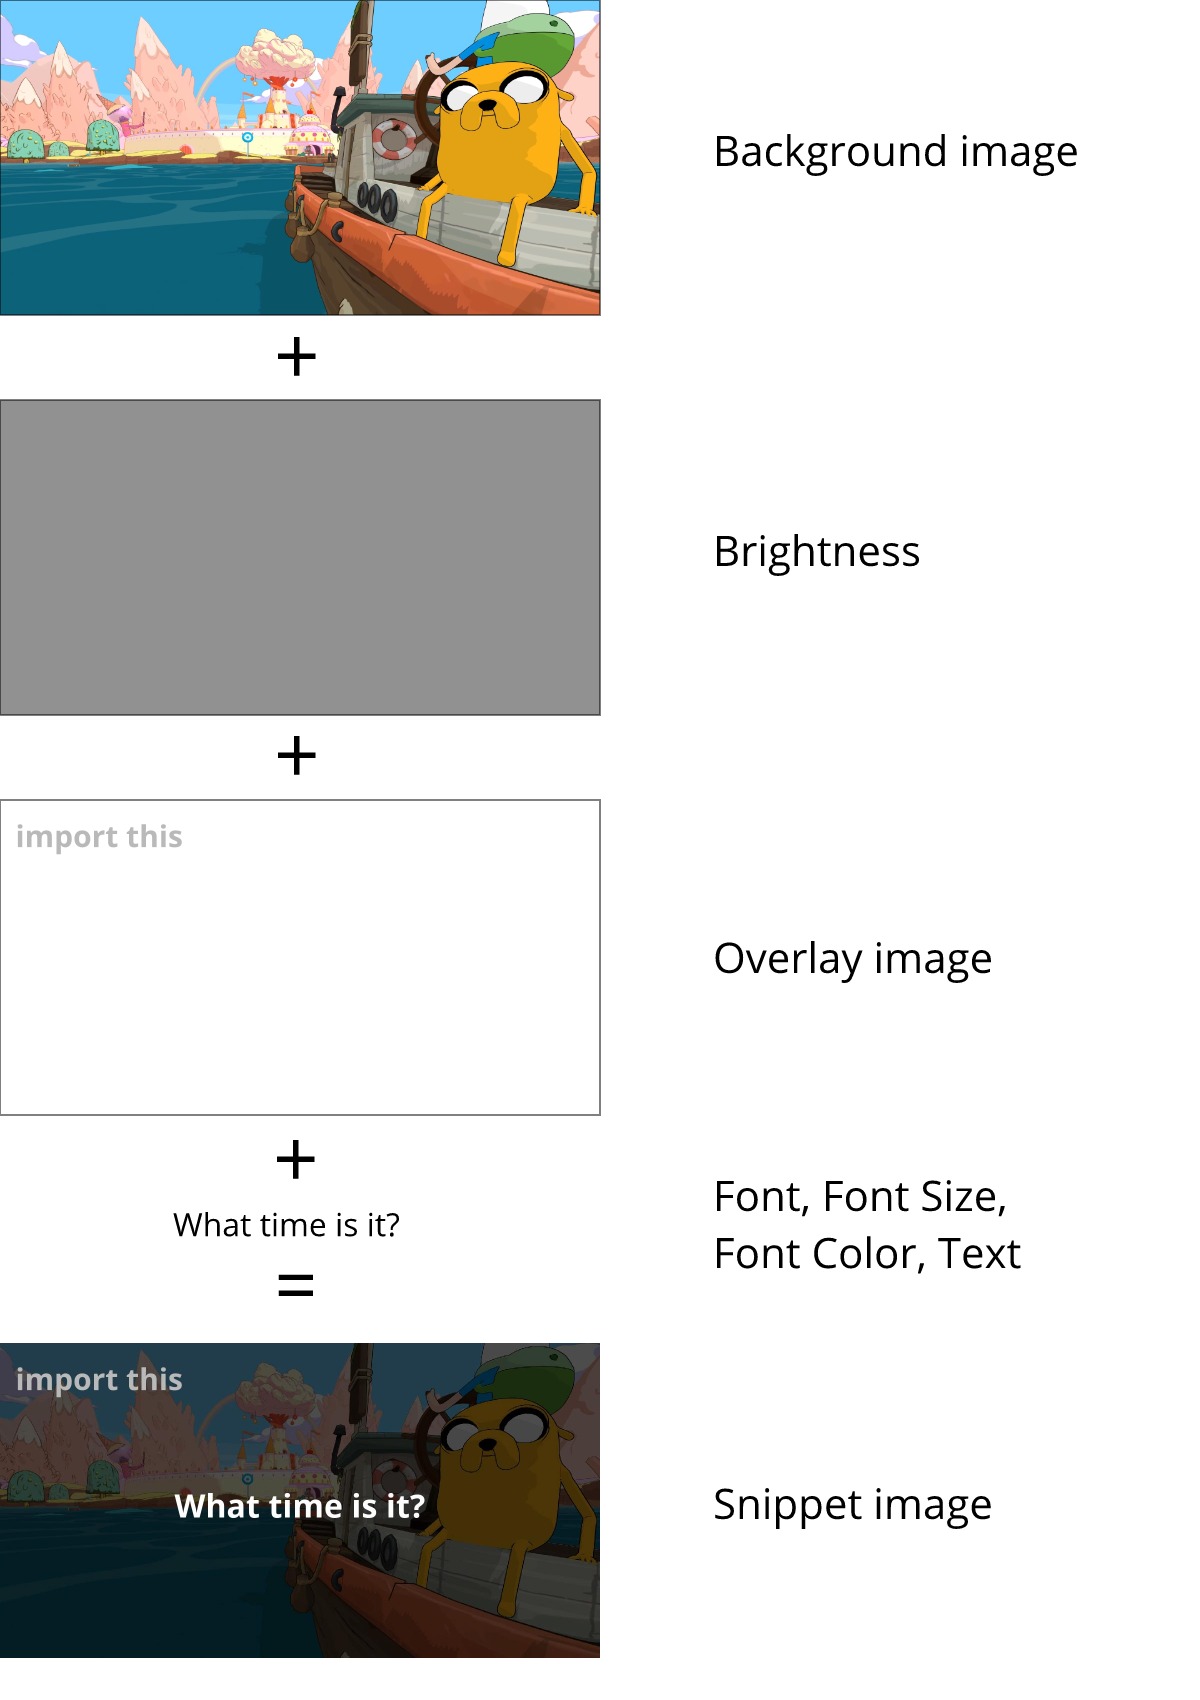 Background image
+
Brightness
+
import this
Overlay image
+
What time is it?
Font, Font Size,
Font Color, Text
=
import this
What time is it?
Snippet image